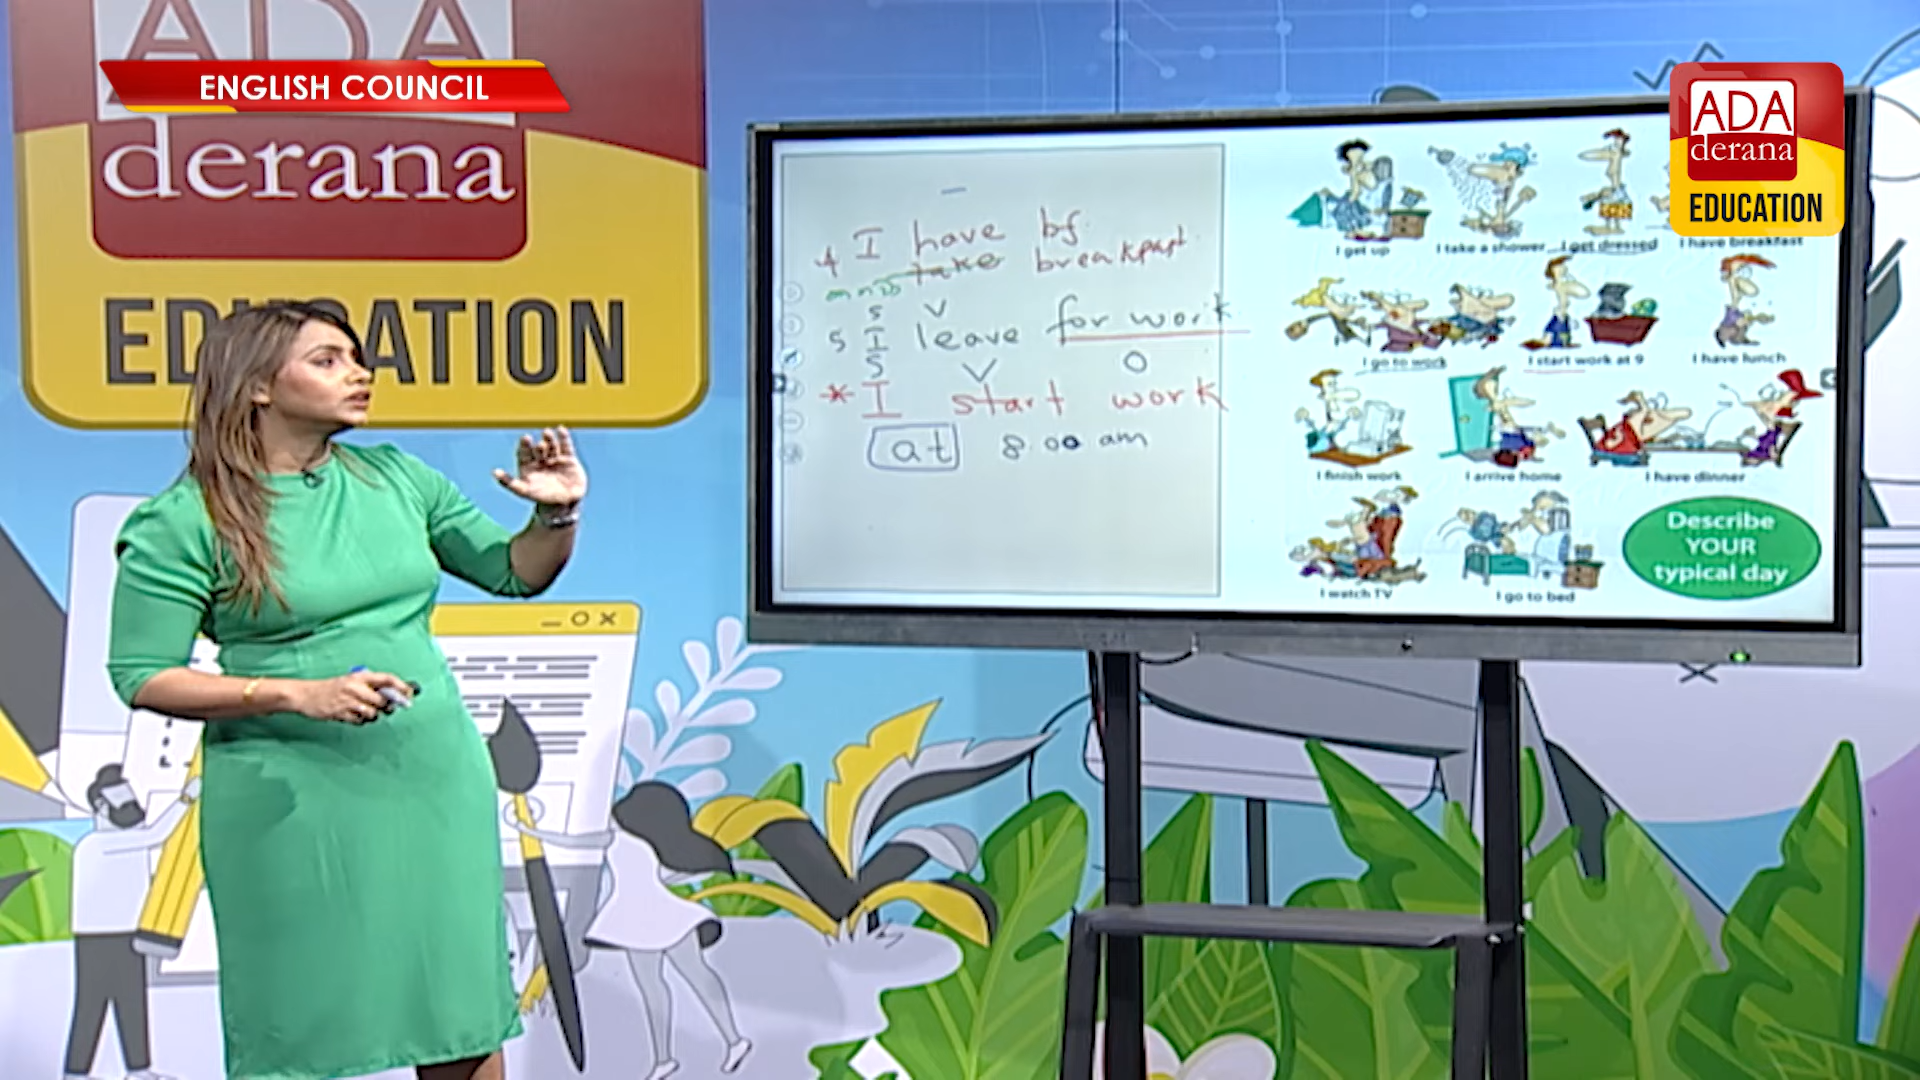 ENGLISH COUNCIL
ADA
derana
EDUCATION
ADA
derana
EDUCATION
4 I have bf.
take breakfast
S V
5 I leave for work
S V O
* I start work
at 8.00 am
I get up
I take a shower
I get dressed
I have breakfast
I go to work
I start work at 9
I have lunch
I finish work
I arrive home
I have dinner
I watch TV
I go to bed
Describe
YOUR
typical day